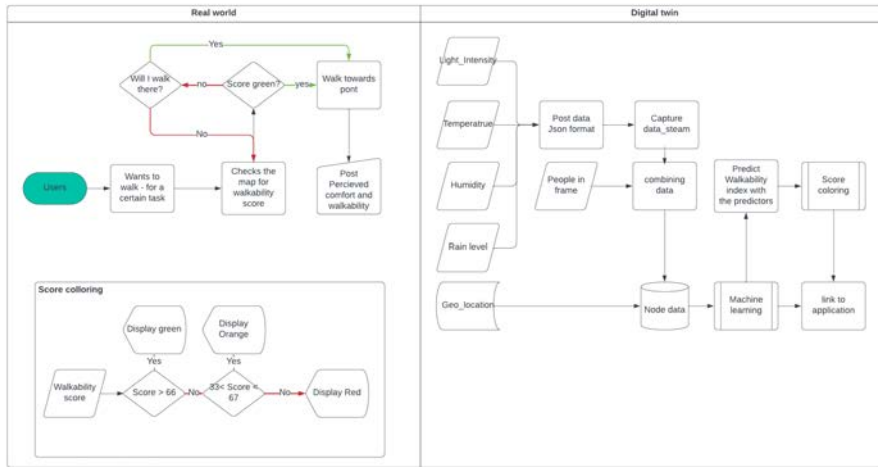 Real world
Digital twin
Yes
Will I walk
there?
no
Score green?
yes
Walk towards
pont
No
Users
Wants to
walk - for a
certain task
Checks the
map for
walkability
score
Post
Percieved
comfort and
walkability
Score colloring
Display green
Display
Orange
Yes
Yes
Walkability
score
Score > 66
No
33< Score <
67
No
Display Red
Light_Intensity
Temperatrue
Humidity
Rain level
Geo_location
Post data
Json format
Capture
data_steam
People in
frame
combining
data
Predict
Walkability
index with
the predictors
Score
coloring
Node data
Machine
learning
link to
application